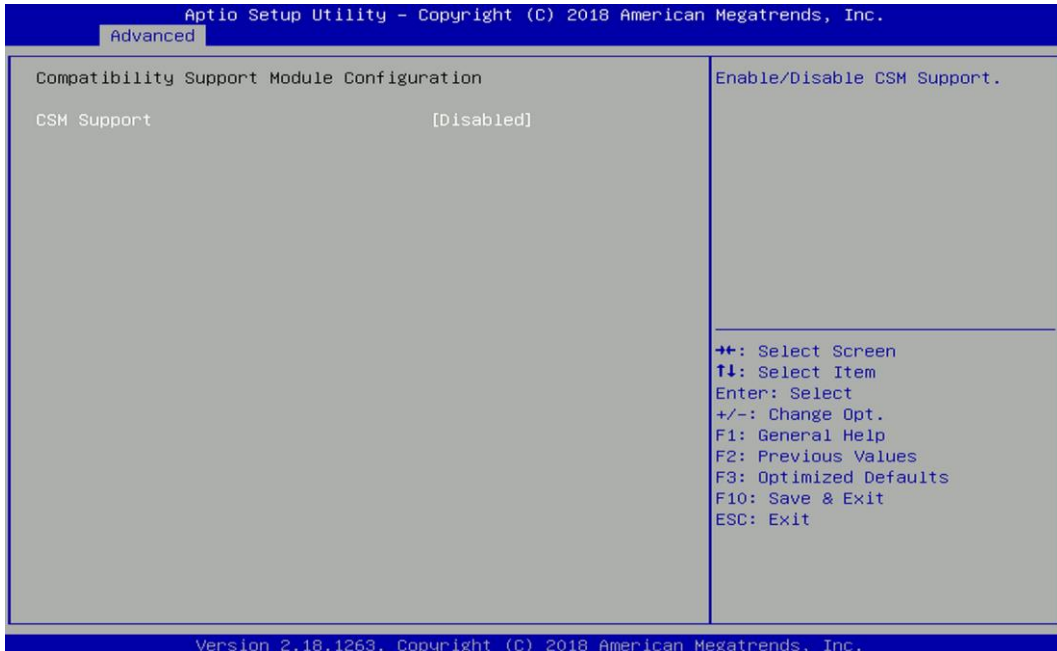 Aptio Setup Utility – Copyright (C) 2018 American Megatrends, Inc.
Advanced
Compatibility Support Module Configuration
CSM Support [Disabled]
Enable/Disable CSM Support.
→←: Select Screen
↑↓: Select Item
Enter: Select
+/-: Change Opt.
F1: General Help
F2: Previous Values
F3: Optimized Defaults
F10: Save & Exit
ESC: Exit
Version 2.18.1263. Copyright (C) 2018 American Megatrends, Inc.